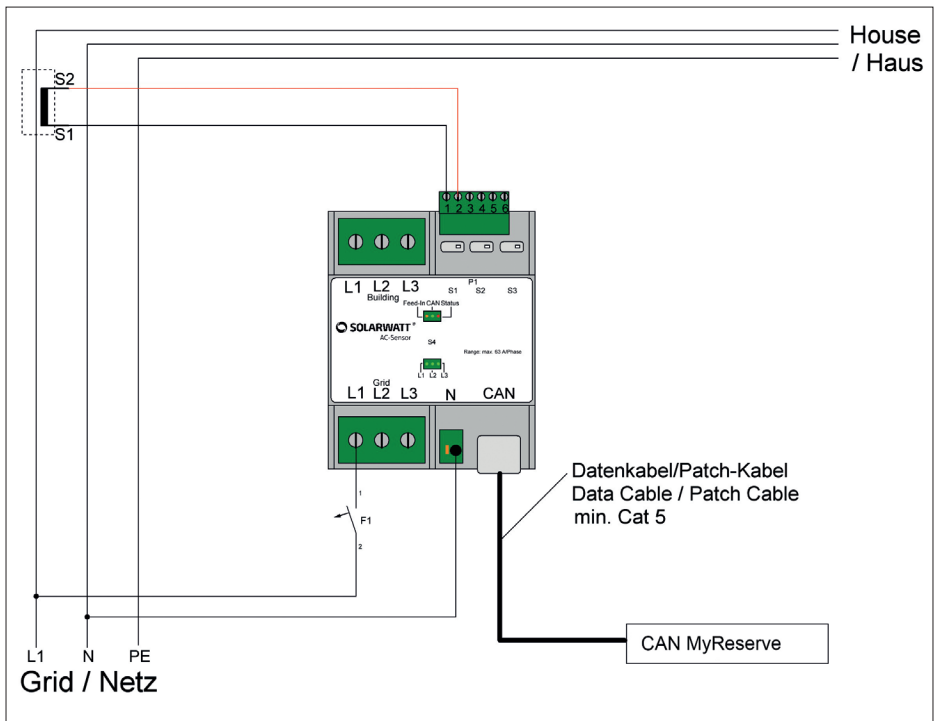 House
/ Haus
S2
S1
1 2 3 4 5 6
L1 L2 L3
Building
P1
S1 S2 S3
Feed-In CAN Status
SOLARWATT®
AC-Sensor
S4
Range: max. 63 A/Phase
L1 L2 L3
Grid
L1 L2 L3 N CAN
1
F1
2
Datenkabel/Patch-Kabel
Data Cable / Patch Cable
min. Cat 5
CAN MyReserve
L1 N PE
Grid / Netz